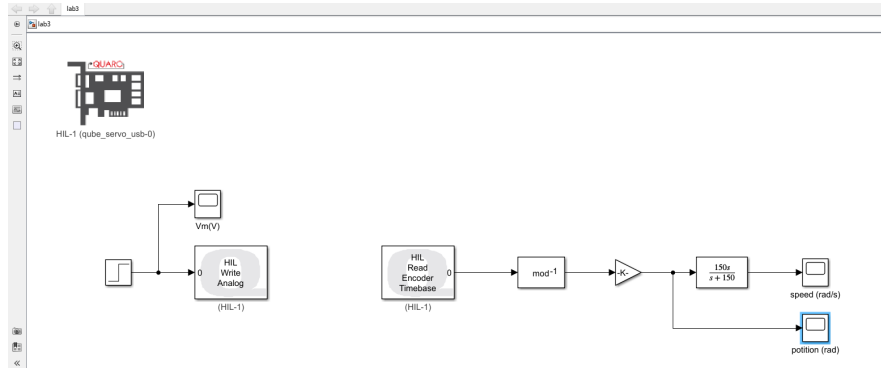 lab3
lab3
QUARC
HIL-1 (qube_servo_usb-0)
Vm(V)
0
HIL
Write
Analog
(HIL-1)
HIL
Read
Encoder
Timebase
0
(HIL-1)
mod-1
-K-
150s
s + 150
speed (rad/s)
potition (rad)